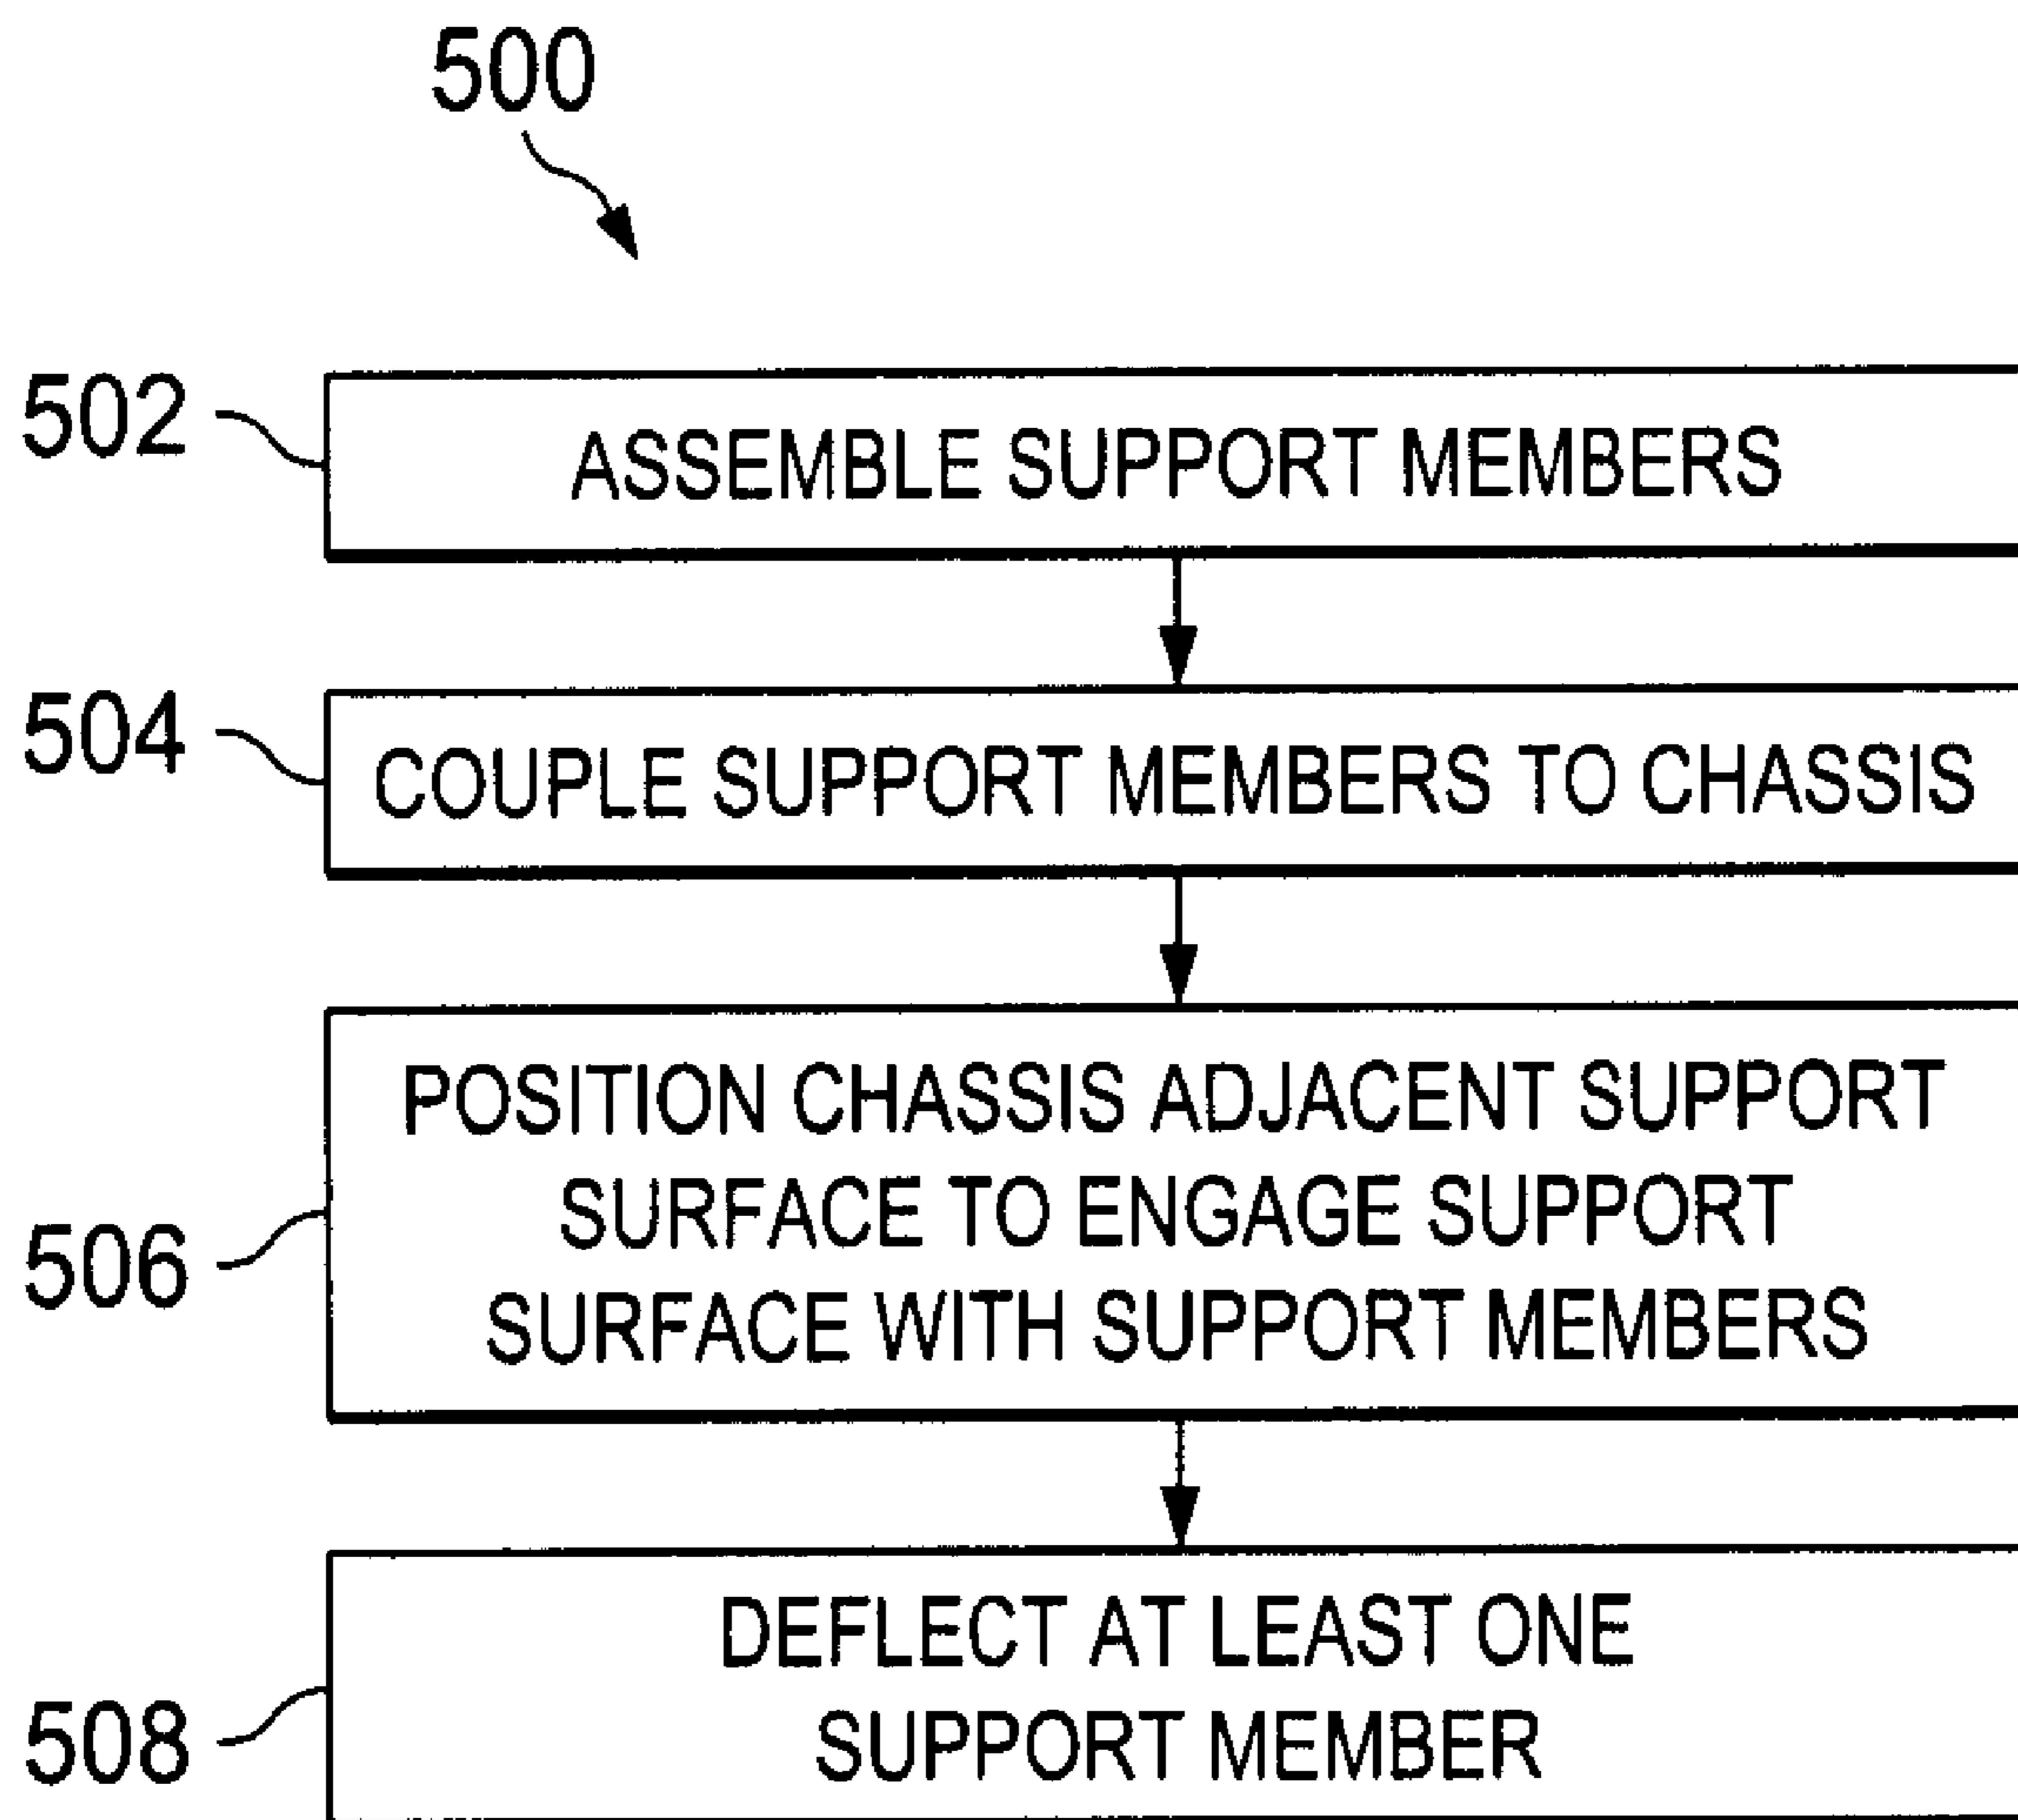 500
502
ASSEMBLE SUPPORT MEMBERS
504
COUPLE SUPPORT MEMBERS TO CHASSIS
506
POSITION CHASSIS ADJACENT SUPPORT
SURFACE TO ENGAGE SUPPORT
SURFACE WITH SUPPORT MEMBERS
508
DEFLECT AT LEAST ONE
SUPPORT MEMBER